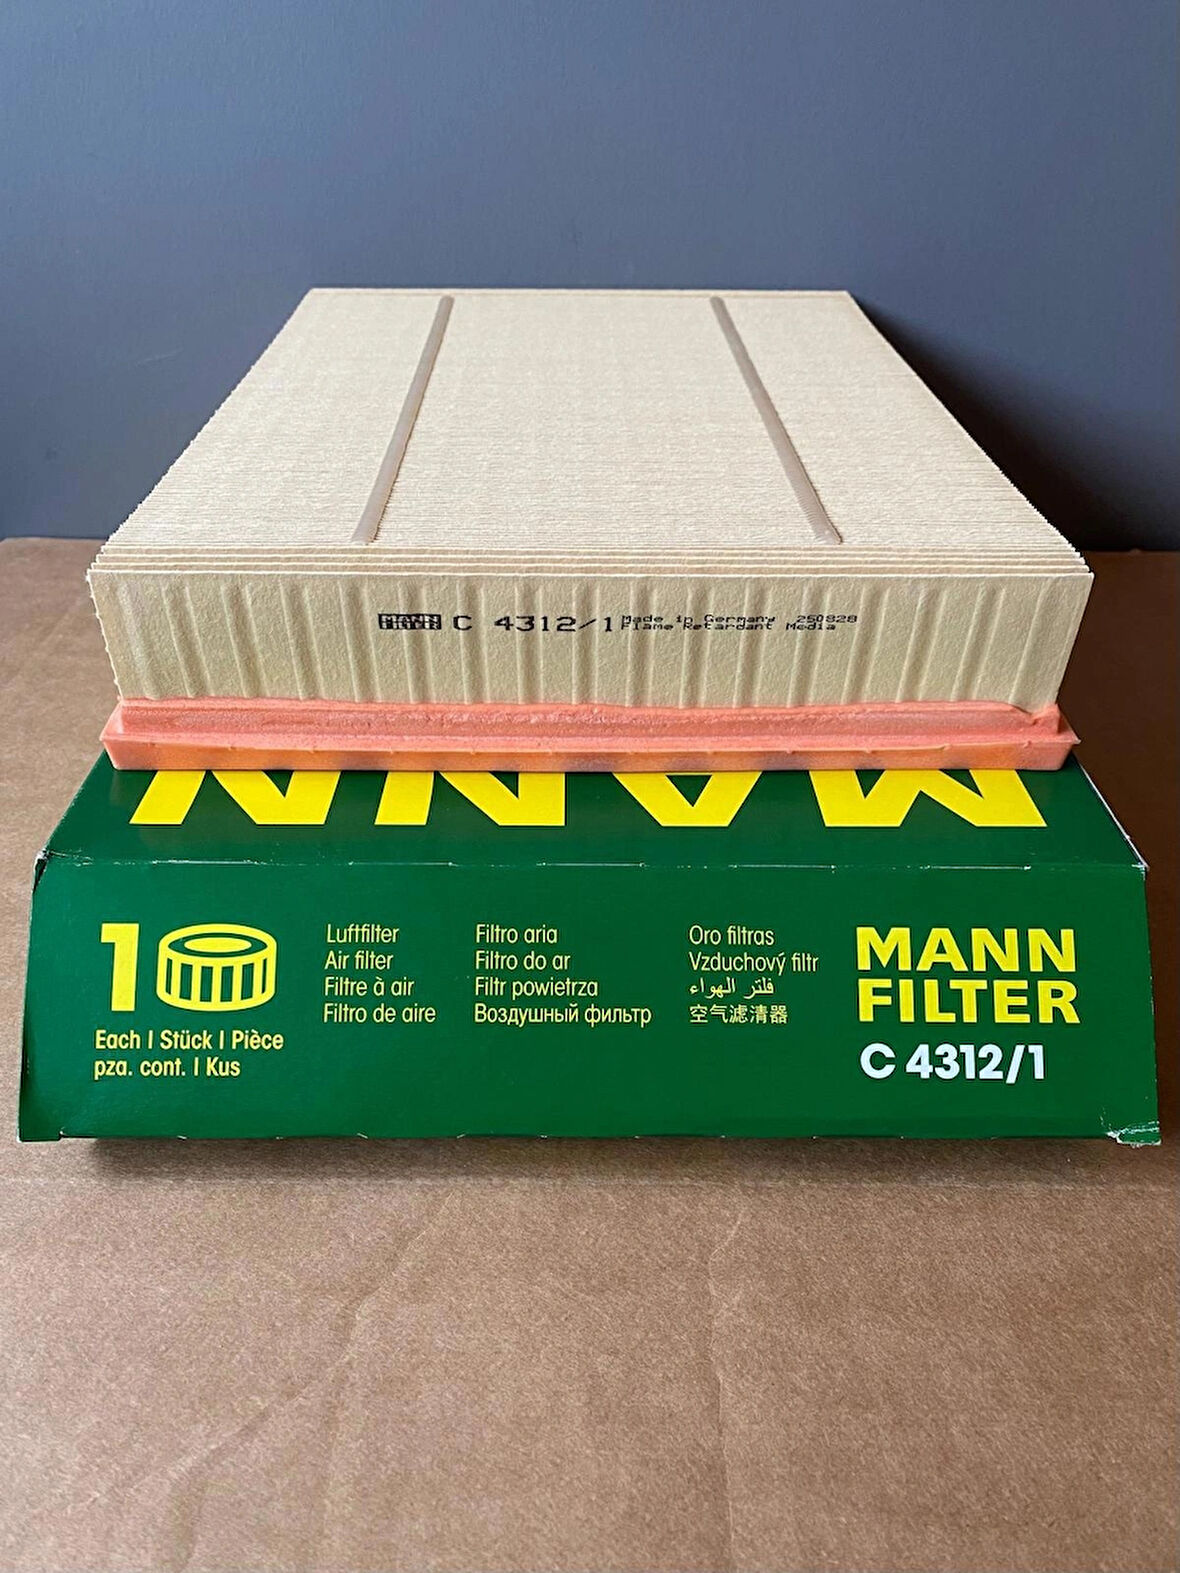 MANN
FILTER
C 4312/1
Made in Germany 250828
Flame Retardant Media
MANN
1
Each | Stück | Pièce
pza. cont. | Kus
Luftfilter
Air filter
Filtre à air
Filtro de aire
Filtro aria
Filtro do ar
Filtr powietrza
Воздушный фильтр
Oro filtras
Vzduchový filtr
فلتر الهواء
空气滤清器
MANN
FILTER
C 4312/1